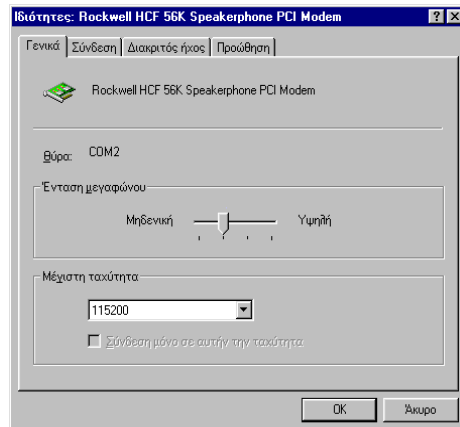 Ιδιότητες: Rockwell HCF 56K Speakerphone PCI Modem
Γενικά Σύνδεση Διακριτός ήχος Προώθηση
Rockwell HCF 56K Speakerphone PCI Modem
Θύρα: COM2
Ένταση μεγαφώνου
Μηδενική Υψηλή
Μέγιστη ταχύτητα
115200
Σύνδεση μόνο σε αυτήν την ταχύτητα
OK Άκυρο